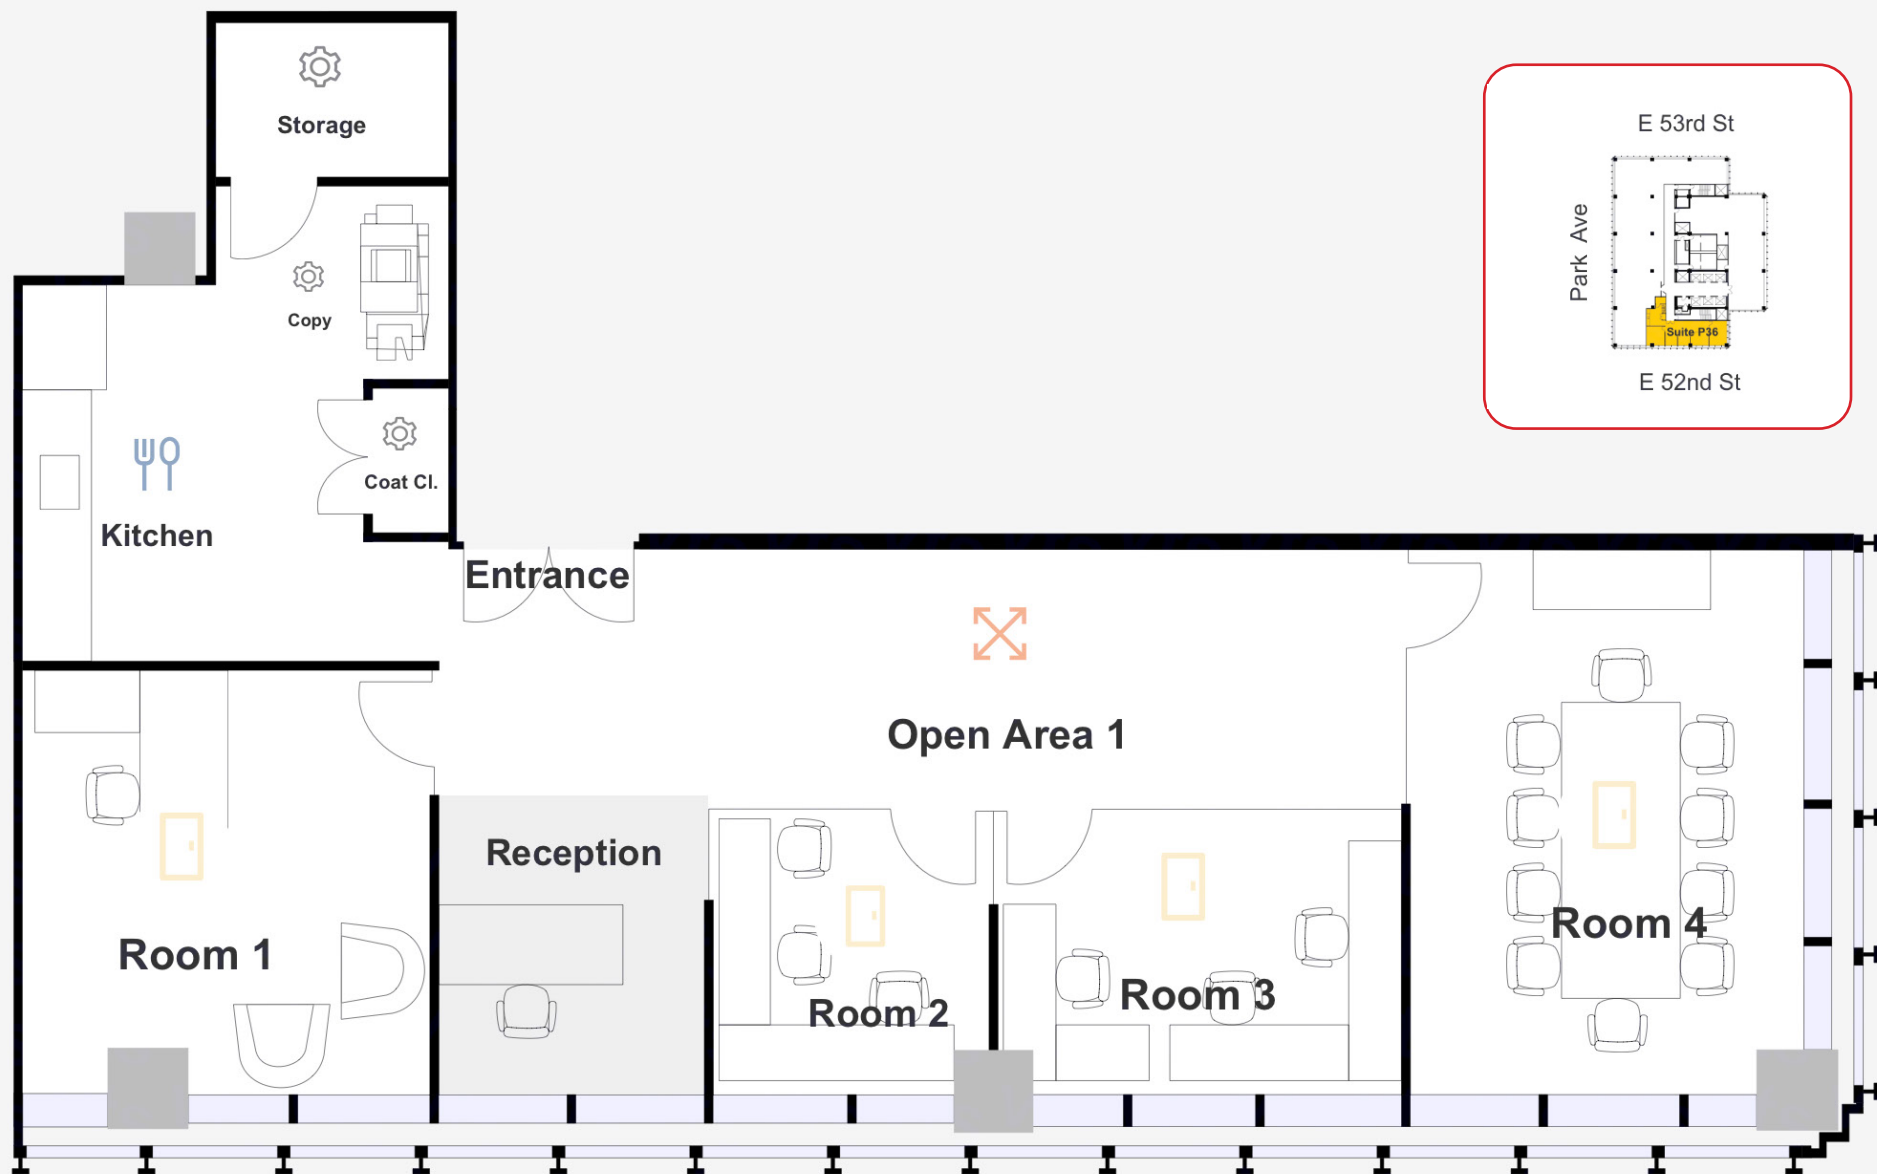 Storage
E 53rd St
Park Ave
Copy
Suite P36
E 52nd St
Coat Cl.
Kitchen
Entrance
Open Area 1
Reception
Room 4
Room 1
Room 3
Room 2